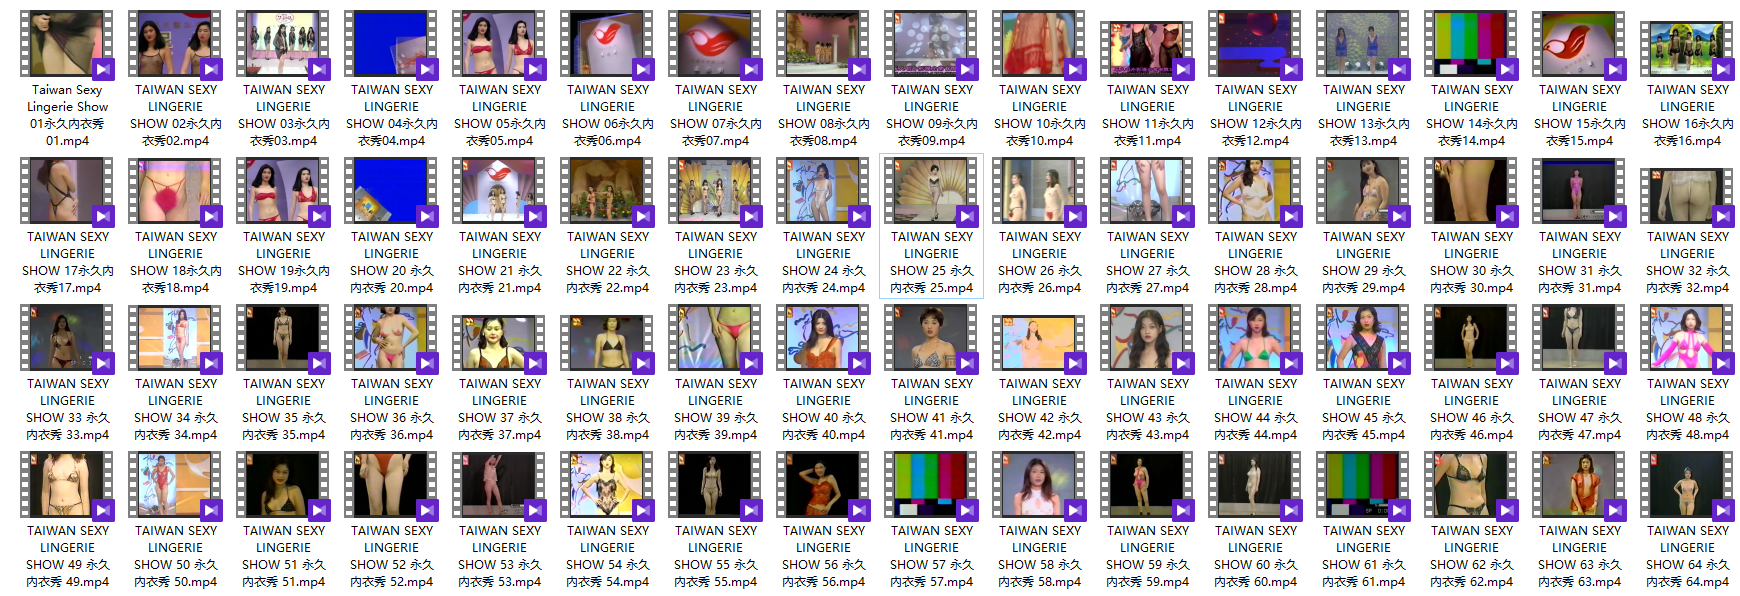 Taiwan Sexy
Lingerie Show
01永久内衣秀
01.mp4
TAIWAN SEXY
LINGERIE
SHOW 02永久内
衣秀02.mp4
TAIWAN SEXY
LINGERIE
SHOW 03永久内
衣秀03.mp4
TAIWAN SEXY
LINGERIE
SHOW 04永久内
衣秀04.mp4
TAIWAN SEXY
LINGERIE
SHOW 05永久内
衣秀05.mp4
TAIWAN SEXY
LINGERIE
SHOW 06永久内
衣秀06.mp4
TAIWAN SEXY
LINGERIE
SHOW 07永久内
衣秀07.mp4
TAIWAN SEXY
LINGERIE
SHOW 08永久内
衣秀08.mp4
TAIWAN SEXY
LINGERIE
SHOW 09永久内
衣秀09.mp4
TAIWAN SEXY
LINGERIE
SHOW 10永久内
衣秀10.mp4
TAIWAN SEXY
LINGERIE
SHOW 11永久内
衣秀11.mp4
TAIWAN SEXY
LINGERIE
SHOW 12永久内
衣秀12.mp4
TAIWAN SEXY
LINGERIE
SHOW 13永久内
衣秀13.mp4
TAIWAN SEXY
LINGERIE
SHOW 14永久内
衣秀14.mp4
TAIWAN SEXY
LINGERIE
SHOW 15永久内
衣秀15.mp4
TAIWAN SEXY
LINGERIE
SHOW 16永久内
衣秀16.mp4
TAIWAN SEXY
LINGERIE
SHOW 17永久内
衣秀17.mp4
TAIWAN SEXY
LINGERIE
SHOW 18永久内
衣秀18.mp4
TAIWAN SEXY
LINGERIE
SHOW 19永久内
衣秀19.mp4
TAIWAN SEXY
LINGERIE
SHOW 20 永久
内衣秀 20.mp4
TAIWAN SEXY
LINGERIE
SHOW 21 永久
内衣秀 21.mp4
TAIWAN SEXY
LINGERIE
SHOW 22 永久
内衣秀 22.mp4
TAIWAN SEXY
LINGERIE
SHOW 23 永久
内衣秀 23.mp4
TAIWAN SEXY
LINGERIE
SHOW 24 永久
内衣秀 24.mp4
TAIWAN SEXY
LINGERIE
SHOW 25 永久
内衣秀 25.mp4
TAIWAN SEXY
LINGERIE
SHOW 26 永久
内衣秀 26.mp4
TAIWAN SEXY
LINGERIE
SHOW 27 永久
内衣秀 27.mp4
TAIWAN SEXY
LINGERIE
SHOW 28 永久
内衣秀 28.mp4
TAIWAN SEXY
LINGERIE
SHOW 29 永久
内衣秀 29.mp4
TAIWAN SEXY
LINGERIE
SHOW 30 永久
内衣秀 30.mp4
TAIWAN SEXY
LINGERIE
SHOW 31 永久
内衣秀 31.mp4
TAIWAN SEXY
LINGERIE
SHOW 32 永久
内衣秀 32.mp4
TAIWAN SEXY
LINGERIE
SHOW 33 永久
内衣秀 33.mp4
TAIWAN SEXY
LINGERIE
SHOW 34 永久
内衣秀 34.mp4
TAIWAN SEXY
LINGERIE
SHOW 35 永久
内衣秀 35.mp4
TAIWAN SEXY
LINGERIE
SHOW 36 永久
内衣秀 36.mp4
TAIWAN SEXY
LINGERIE
SHOW 37 永久
内衣秀 37.mp4
TAIWAN SEXY
LINGERIE
SHOW 38 永久
内衣秀 38.mp4
TAIWAN SEXY
LINGERIE
SHOW 39 永久
内衣秀 39.mp4
TAIWAN SEXY
LINGERIE
SHOW 40 永久
内衣秀 40.mp4
TAIWAN SEXY
LINGERIE
SHOW 41 永久
内衣秀 41.mp4
TAIWAN SEXY
LINGERIE
SHOW 42 永久
内衣秀 42.mp4
TAIWAN SEXY
LINGERIE
SHOW 43 永久
内衣秀 43.mp4
TAIWAN SEXY
LINGERIE
SHOW 44 永久
内衣秀 44.mp4
TAIWAN SEXY
LINGERIE
SHOW 45 永久
内衣秀 45.mp4
TAIWAN SEXY
LINGERIE
SHOW 46 永久
内衣秀 46.mp4
TAIWAN SEXY
LINGERIE
SHOW 47 永久
内衣秀 47.mp4
TAIWAN SEXY
LINGERIE
SHOW 48 永久
内衣秀 48.mp4
TAIWAN SEXY
LINGERIE
SHOW 49 永久
内衣秀 49.mp4
TAIWAN SEXY
LINGERIE
SHOW 50 永久
内衣秀 50.mp4
TAIWAN SEXY
LINGERIE
SHOW 51 永久
内衣秀 51.mp4
TAIWAN SEXY
LINGERIE
SHOW 52 永久
内衣秀 52.mp4
TAIWAN SEXY
LINGERIE
SHOW 53 永久
内衣秀 53.mp4
TAIWAN SEXY
LINGERIE
SHOW 54 永久
内衣秀 54.mp4
TAIWAN SEXY
LINGERIE
SHOW 55 永久
内衣秀 55.mp4
TAIWAN SEXY
LINGERIE
SHOW 56 永久
内衣秀 56.mp4
TAIWAN SEXY
LINGERIE
SHOW 57 永久
内衣秀 57.mp4
TAIWAN SEXY
LINGERIE
SHOW 58 永久
内衣秀 58.mp4
TAIWAN SEXY
LINGERIE
SHOW 59 永久
内衣秀 59.mp4
TAIWAN SEXY
LINGERIE
SHOW 60 永久
内衣秀 60.mp4
TAIWAN SEXY
LINGERIE
SHOW 61 永久
内衣秀 61.mp4
TAIWAN SEXY
LINGERIE
SHOW 62 永久
内衣秀 62.mp4
TAIWAN SEXY
LINGERIE
SHOW 63 永久
内衣秀 63.mp4
TAIWAN SEXY
LINGERIE
SHOW 64 永久
内衣秀 64.mp4